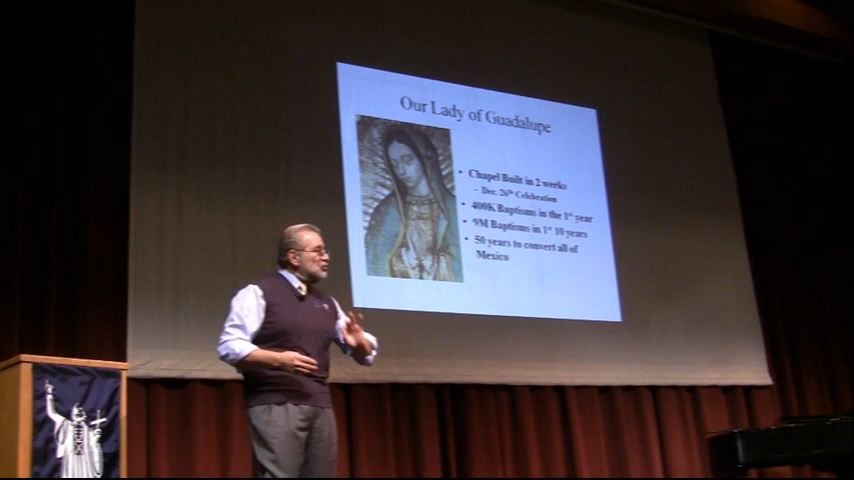 Our Lady of Guadalupe
• Chapel Built in 2 weeks
– Dec. 26th Celebration
• 400K Baptisms in the 1st year
• 9M Baptisms in 1st 10 years
• 50 years to convert all of
Mexico